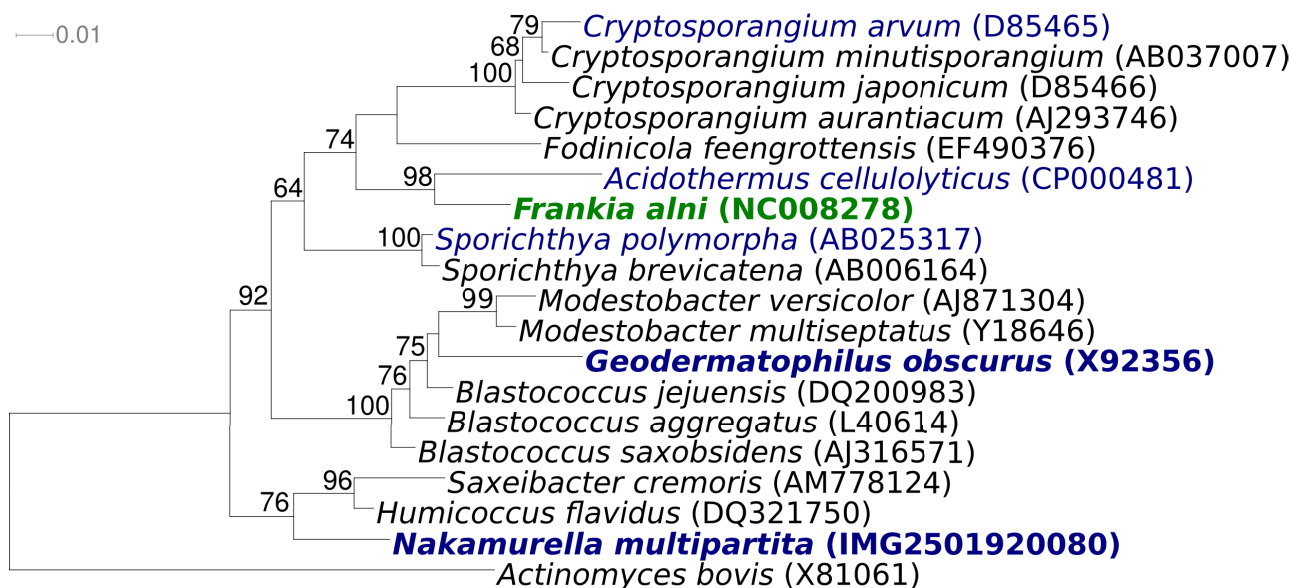 0.01
79
Cryptosporangium arvum (D85465)
68
Cryptosporangium minutisporangium (AB037007)
100
Cryptosporangium japonicum (D85466)
Cryptosporangium aurantiacum (AJ293746)
74
Fodinicola feengrottensis (EF490376)
98
Acidothermus cellulolyticus (CP000481)
64
Frankia alni (NC008278)
100
Sporichthya polymorpha (AB025317)
Sporichthya brevicatena (AB006164)
92
99
Modestobacter versicolor (AJ871304)
Modestobacter multiseptatus (Y18646)
75
Geodermatophilus obscurus (X92356)
76
Blastococcus jejuensis (DQ200983)
100
Blastococcus aggregatus (L40614)
Blastococcus saxobsidens (AJ316571)
96
Saxeibacter cremoris (AM778124)
76
Humicoccus flavidus (DQ321750)
Nakamurella multipartita (IMG2501920080)
Actinomyces bovis (X81061)